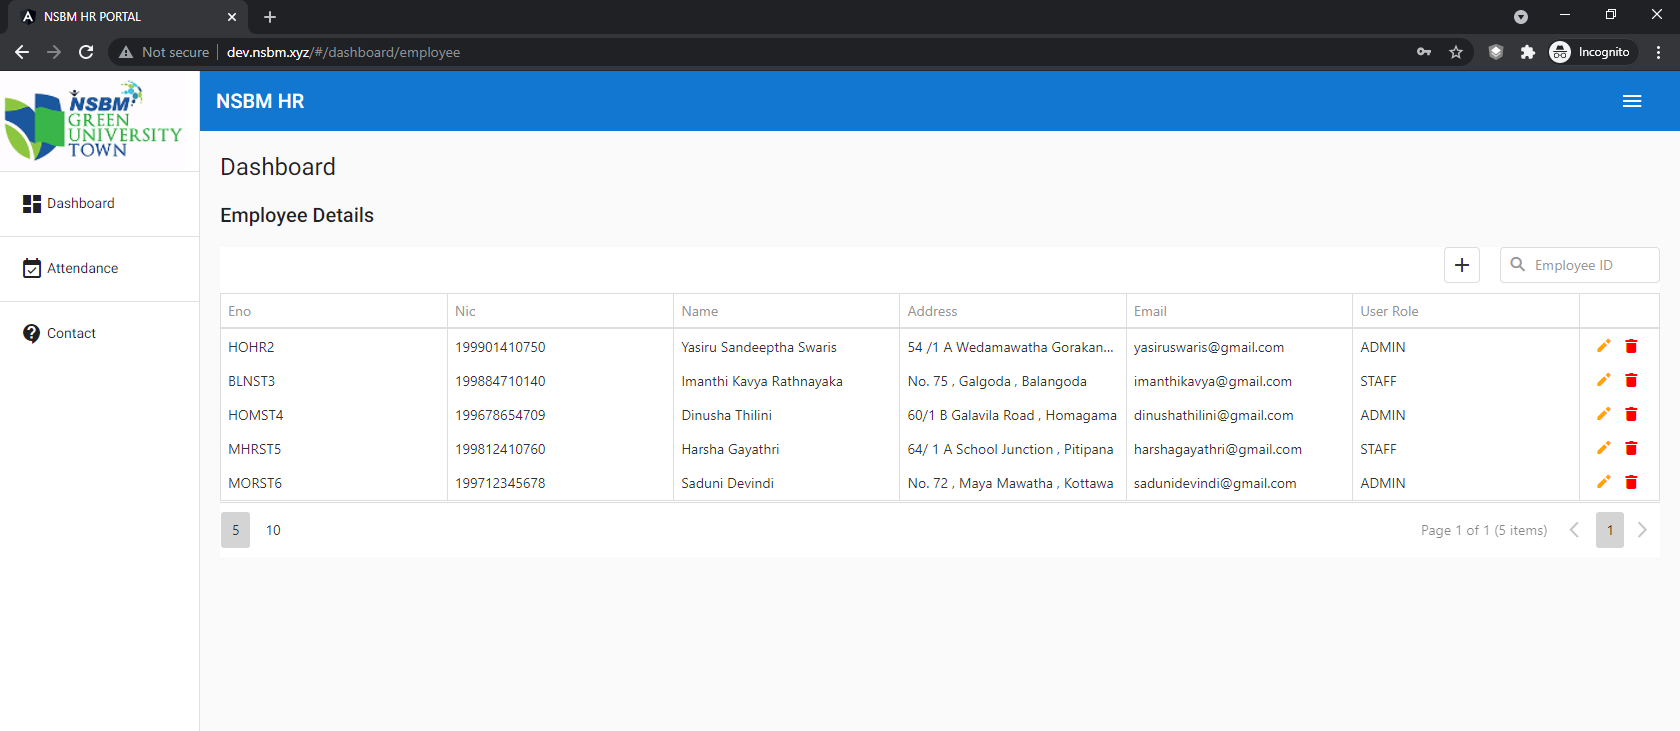 NSBM HR PORTAL
Not secure | dev.nsbm.xyz/#/dashboard/employee
Incognito
NSBM
GREEN
UNIVERSITY
TOWN
NSBM HR
Dashboard
Attendance
Contact
Dashboard
Employee Details
Employee ID
Eno Nic Name Address Email User Role
HOHR2 199901410750 Yasiru Sandeeptha Swaris 54 /1 A Wedamawatha Gorakan... yasiruswaris@gmail.com ADMIN
BLNST3 199884710140 Imanthi Kavya Rathnayaka No. 75 , Galgoda , Balangoda imanthikavya@gmail.com STAFF
HOMST4 199678654709 Dinusha Thilini 60/1 B Galavila Road , Homagama dinushathilini@gmail.com ADMIN
MHRST5 199812410760 Harsha Gayathri 64/ 1 A School Junction , Pitipana harshagayathri@gmail.com STAFF
MORST6 199712345678 Saduni Devindi No. 72 , Maya Mawatha , Kottawa sadunidevindi@gmail.com ADMIN
5 10 Page 1 of 1 (5 items) 1